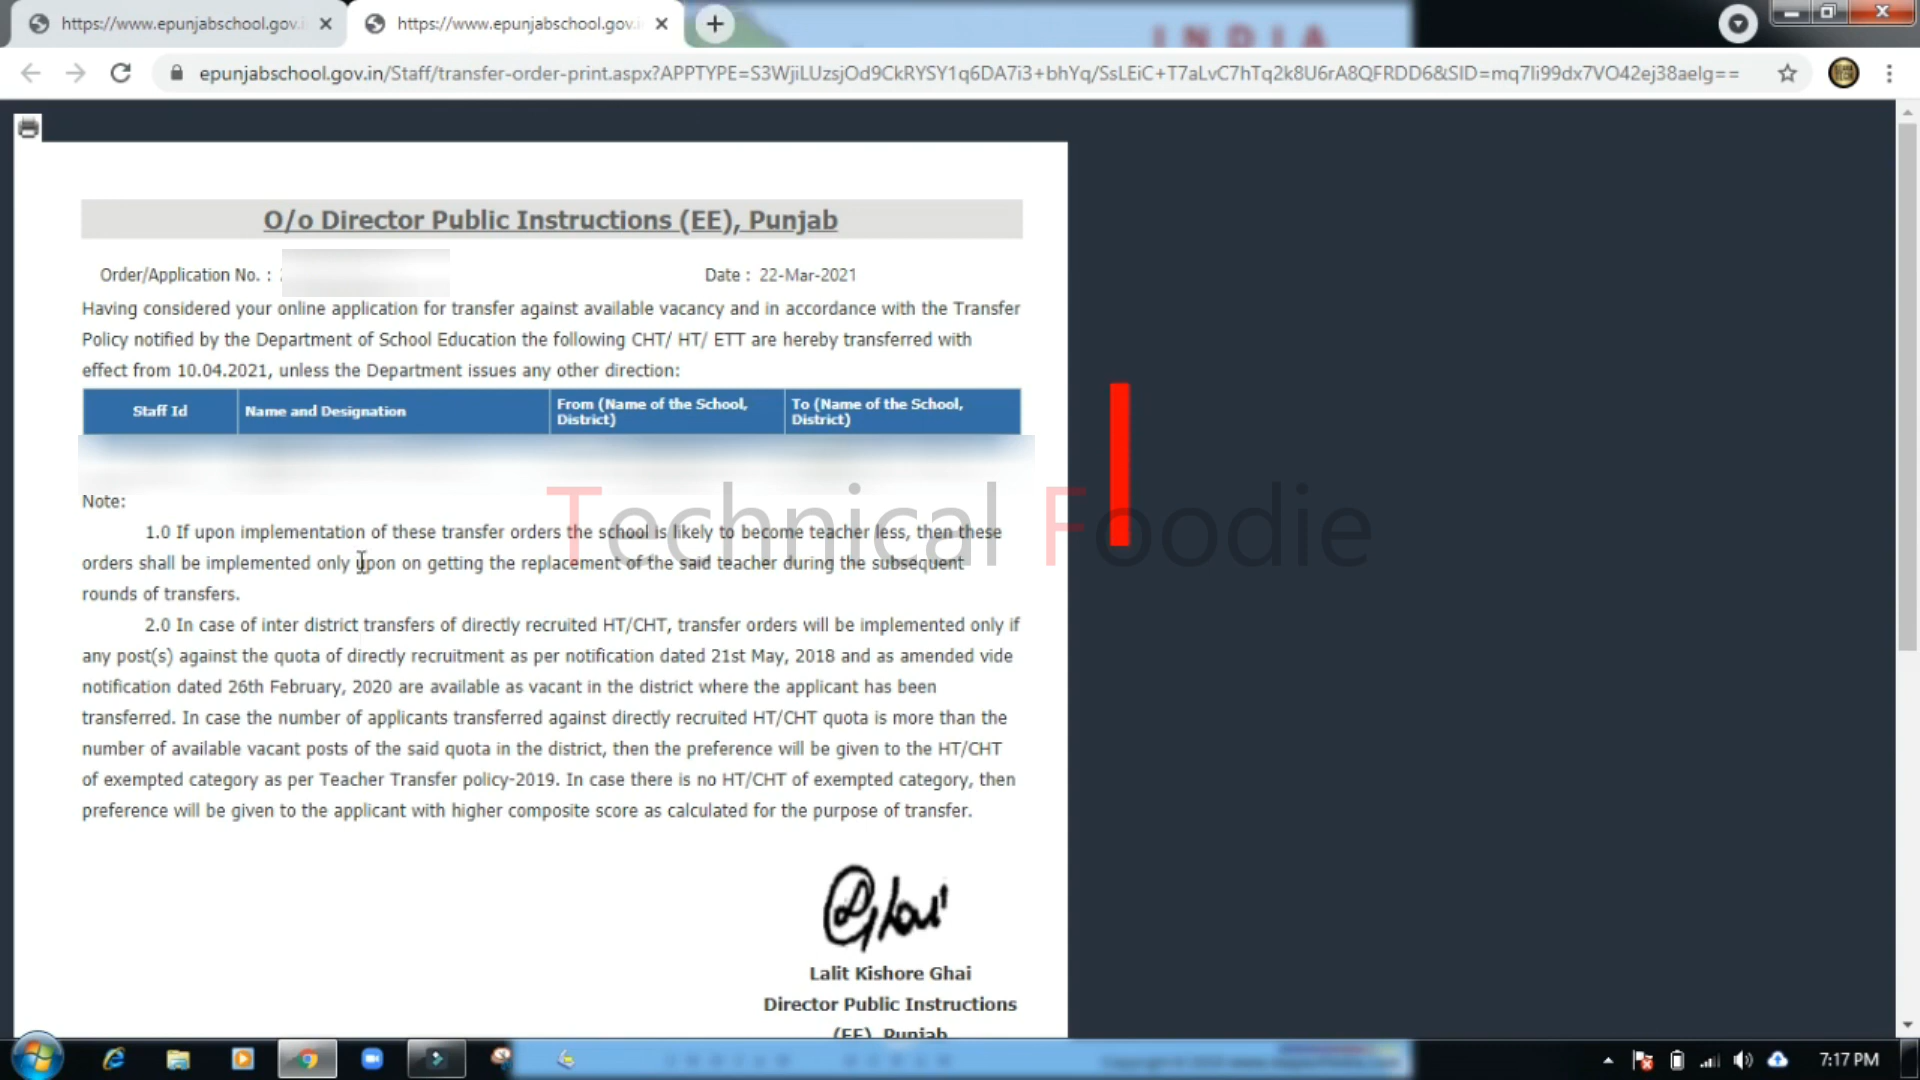 INDIA
https://www.epunjabschool.gov.i
https://www.epunjabschool.gov.in
epunjabschool.gov.in/Staff/transfer-order-print.aspx?APPTYPE=S3WjiLUzsjOd9CkRYSY1q6DA7i3+bhYq/SsLEiC+T7aLvC7hTq2k8U6rA8QFRDD6&SID=mq7Ii99dx7VO42ej38aelg==
O/o Director Public Instructions (EE), Punjab
Order/Application No. :
Date : 22-Mar-2021
Having considered your online application for transfer against available vacancy and in accordance with the Transfer
Policy notified by the Department of School Education the following CHT/ HT/ ETT are hereby transferred with
effect from 10.04.2021, unless the Department issues any other direction:
Staff Id
Name and Designation
From (Name of the School, District)
To (Name of the School, District)
Note:
Technical Foodie
1.0 If upon implementation of these transfer orders the school is likely to become teacher less, then these
orders shall be implemented only upon on getting the replacement of the said teacher during the subsequent
rounds of transfers.
2.0 In case of inter district transfers of directly recruited HT/CHT, transfer orders will be implemented only if
any post(s) against the quota of directly recruitment as per notification dated 21st May, 2018 and as amended vide
notification dated 26th February, 2020 are available as vacant in the district where the applicant has been
transferred. In case the number of applicants transferred against directly recruited HT/CHT quota is more than the
number of available vacant posts of the said quota in the district, then the preference will be given to the HT/CHT
of exempted category as per Teacher Transfer policy-2019. In case there is no HT/CHT of exempted category, then
preference will be given to the applicant with higher composite score as calculated for the purpose of transfer.
Lalit Kishore Ghai
Director Public Instructions
(EE), Punjab
7:17 PM